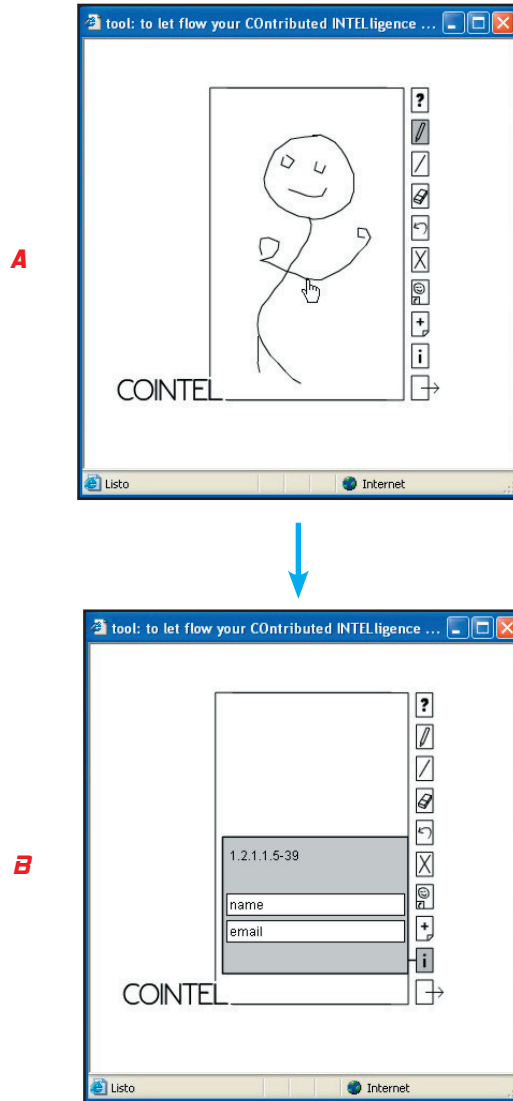 tool: to let flow your COntributed INTELligence ...
?
A
i
COINTEL
Listo
Internet
tool: to let flow your COntributed INTELligence ...
?
B
1.2.1.1.5-39
name
email
i
COINTEL
Listo
Internet